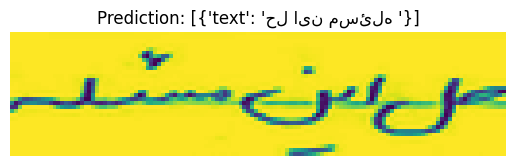 Prediction: [{'text': 'حل این مسئله '}]
حل این مسئله